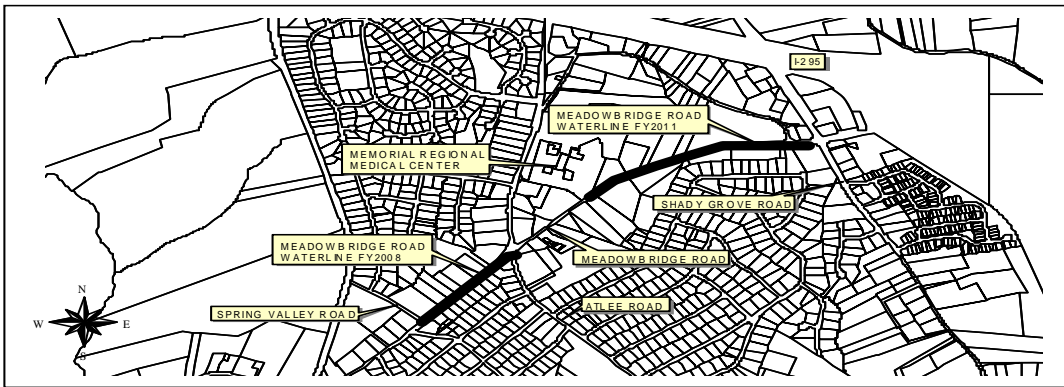 I-295
MEADOWBRIDGE ROAD
WATERLINE FY2011
MEMORIAL REGIONAL
MEDICAL CENTER
SHADY GROVE ROAD
MEADOWBRIDGE ROAD
WATERLINE FY2008
MEADOWBRIDGE ROAD
SPRING VALLEY ROAD
ATLEE ROAD
N
W
E
S